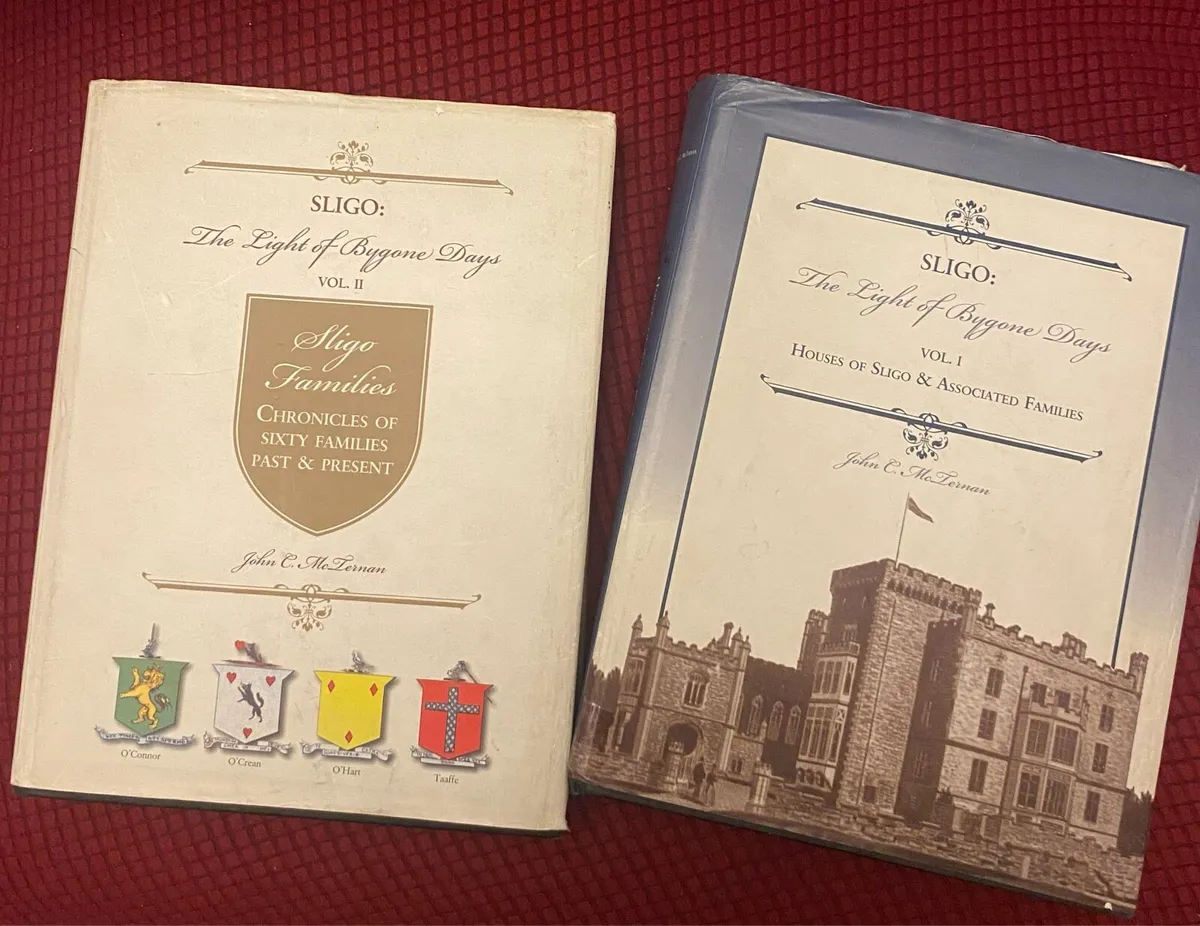 SLIGO:
The Light of Bygone Days
VOL. II
Sligo
Families
CHRONICLES OF
SIXTY FAMILIES
PAST & PRESENT
John C. McTernan
O'Connor
O'Crean
O'Hart
Taaffe
SLIGO:
The Light of Bygone Days
VOL. I
HOUSES OF SLIGO & ASSOCIATED FAMILIES
John C. McTernan